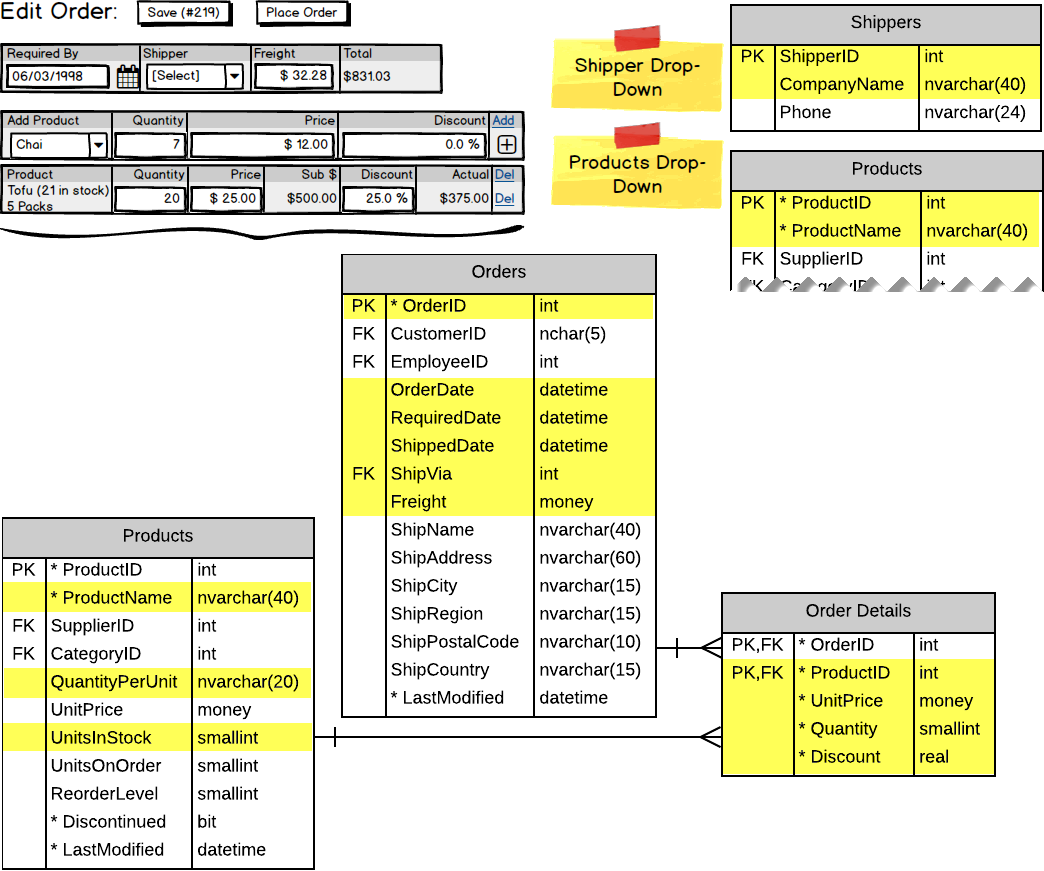 Edit Order: Save (#219) Place Order
Required By Shipper Freight Total
06/03/1998 [Select] $ 32.28 $831.03
Add Product Quantity Price Discount Add
Chai 7 $ 12.00 0.0 %
Product Quantity Price Sub $ Discount Actual Del
Tofu (21 in stock)
5 Packs 20 $ 25.00 $500.00 25.0 % $375.00 Del
Shipper Drop-
Down
Products Drop-
Down
Shippers
PK ShipperID int
CompanyName nvarchar(40)
Phone nvarchar(24)
Products
PK * ProductID int
* ProductName nvarchar(40)
FK SupplierID int
Orders
PK * OrderID int
FK CustomerID nchar(5)
FK EmployeeID int
OrderDate datetime
RequiredDate datetime
ShippedDate datetime
FK ShipVia int
Freight money
ShipName nvarchar(40)
ShipAddress nvarchar(60)
ShipCity nvarchar(15)
ShipRegion nvarchar(15)
ShipPostalCode nvarchar(10)
ShipCountry nvarchar(15)
* LastModified datetime
Products
PK * ProductID int
* ProductName nvarchar(40)
FK SupplierID int
FK CategoryID int
QuantityPerUnit nvarchar(20)
UnitPrice money
UnitsInStock smallint
UnitsOnOrder smallint
ReorderLevel smallint
* Discontinued bit
* LastModified datetime
Order Details
PK,FK * OrderID int
PK,FK * ProductID int
* UnitPrice money
* Quantity smallint
* Discount real